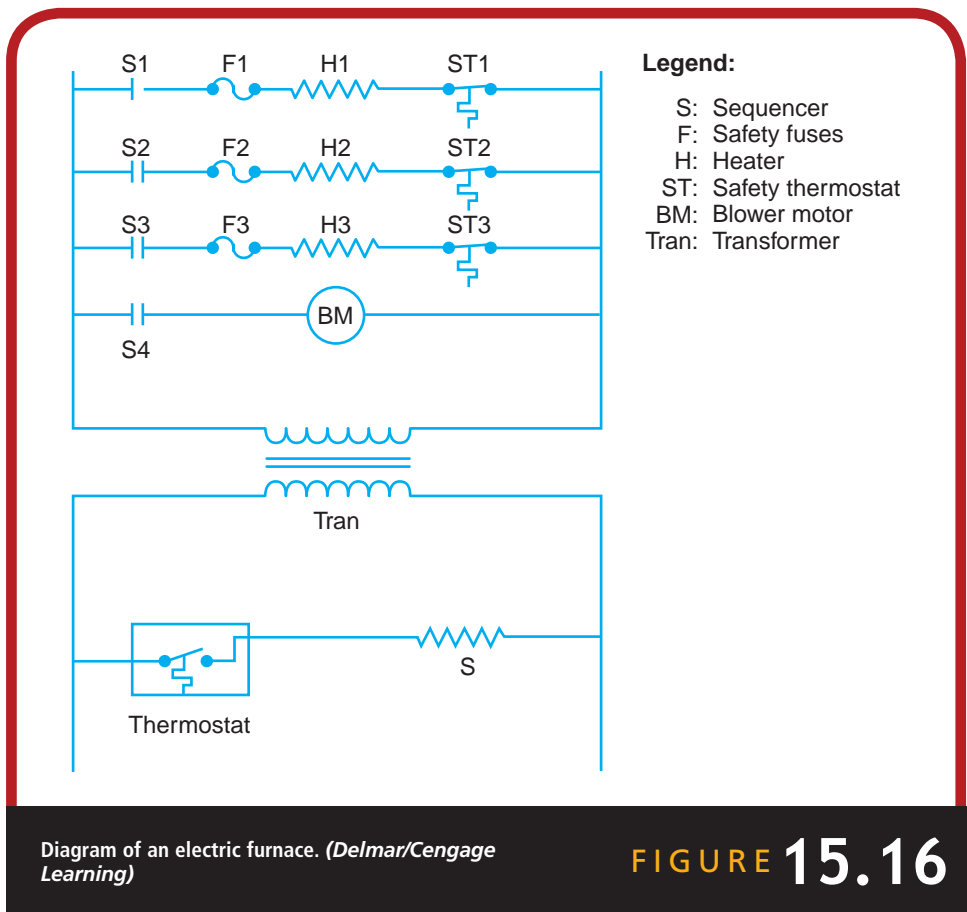 S1 F1 H1 ST1
S2 F2 H2 ST2
S3 F3 H3 ST3
BM
S4
Tran
S
Thermostat
Legend:
S: Sequencer
F: Safety fuses
H: Heater
ST: Safety thermostat
BM: Blower motor
Tran: Transformer
Diagram of an electric furnace. (Delmar/Cengage
Learning)
FIGURE 15.16